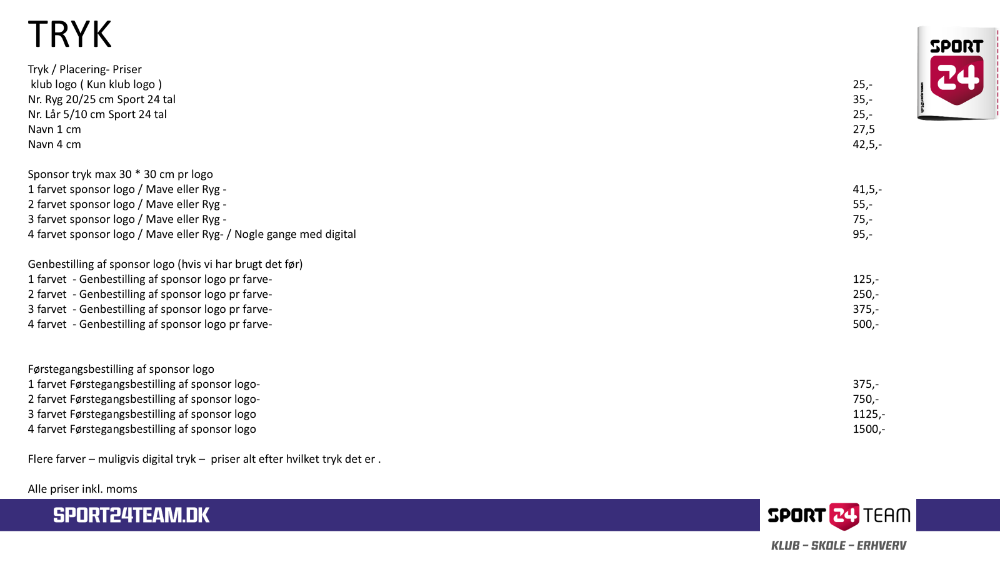 TRYK
Tryk / Placering- Priser
klub logo ( Kun klub logo ) 25,-
Nr. Ryg 20/25 cm Sport 24 tal 35,-
Nr. Lår 5/10 cm Sport 24 tal 25,-
Navn 1 cm 27,5
Navn 4 cm 42,5,-
Sponsor tryk max 30 * 30 cm pr logo
1 farvet sponsor logo / Mave eller Ryg - 41,5,-
2 farvet sponsor logo / Mave eller Ryg - 55,-
3 farvet sponsor logo / Mave eller Ryg - 75,-
4 farvet sponsor logo / Mave eller Ryg- / Nogle gange med digital 95,-
Genbestilling af sponsor logo (hvis vi har brugt det før)
1 farvet  - Genbestilling af sponsor logo pr farve- 125,-
2 farvet  - Genbestilling af sponsor logo pr farve- 250,-
3 farvet  - Genbestilling af sponsor logo pr farve- 375,-
4 farvet  - Genbestilling af sponsor logo pr farve- 500,-
Førstegangsbestilling af sponsor logo
1 farvet Førstegangsbestilling af sponsor logo- 375,-
2 farvet Førstegangsbestilling af sponsor logo- 750,-
3 farvet Førstegangsbestilling af sponsor logo 1125,-
4 farvet Førstegangsbestilling af sponsor logo 1500,-
Flere farver – muligvis digital tryk –  priser alt efter hvilket tryk det er .
Alle priser inkl. moms
SPORT
24
www.sport24.dk
SPORT24TEAM.DK
SPORT 24 TEAM
KLUB – SKOLE – ERHVERV